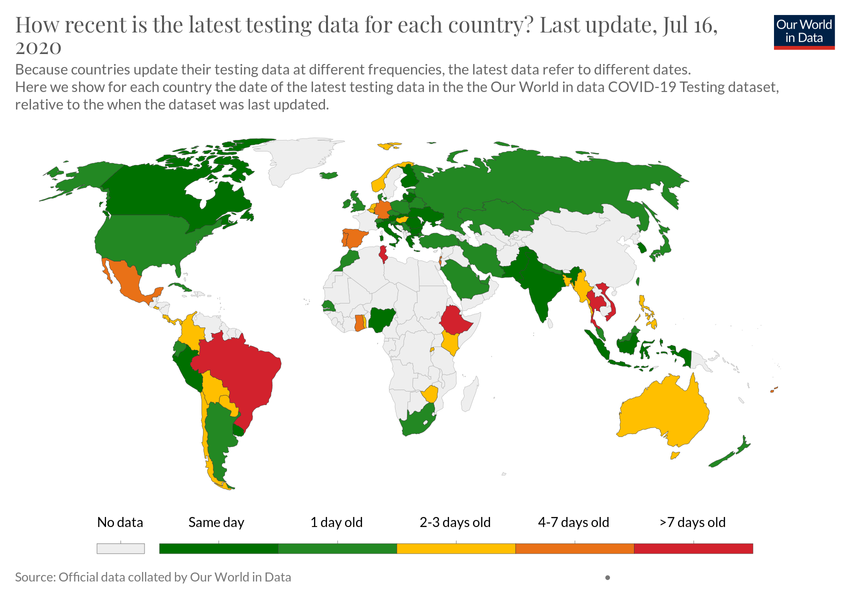 How recent is the latest testing data for each country? Last update, Jul 16,
2020
Our World
in Data
Because countries update their testing data at different frequencies, the latest data refer to different dates.
Here we show for each country the date of the latest testing data in the the Our World in data COVID-19 Testing dataset,
relative to the when the dataset was last updated.
No data
Same day
1 day old
2-3 days old
4-7 days old
>7 days old
Source: Official data collated by Our World in Data